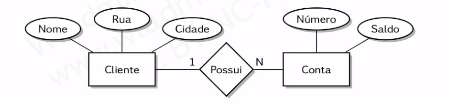 Nome
Rua
Cidade
Número
Saldo
Cliente
1
Possui
N
Conta